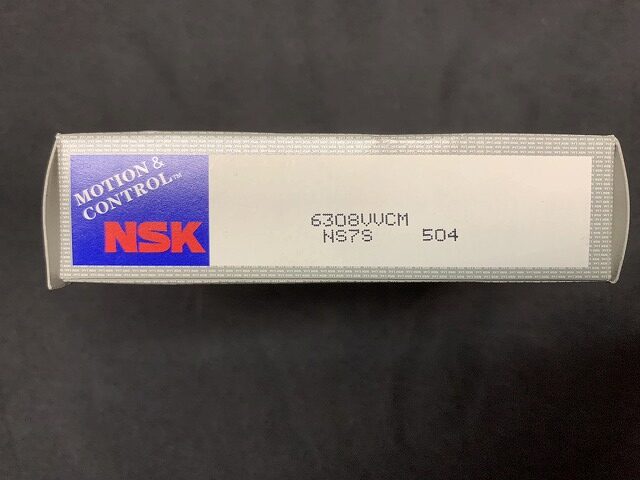 MOTION &
CONTROL™
NSK
6308VVCM
NS7S 504